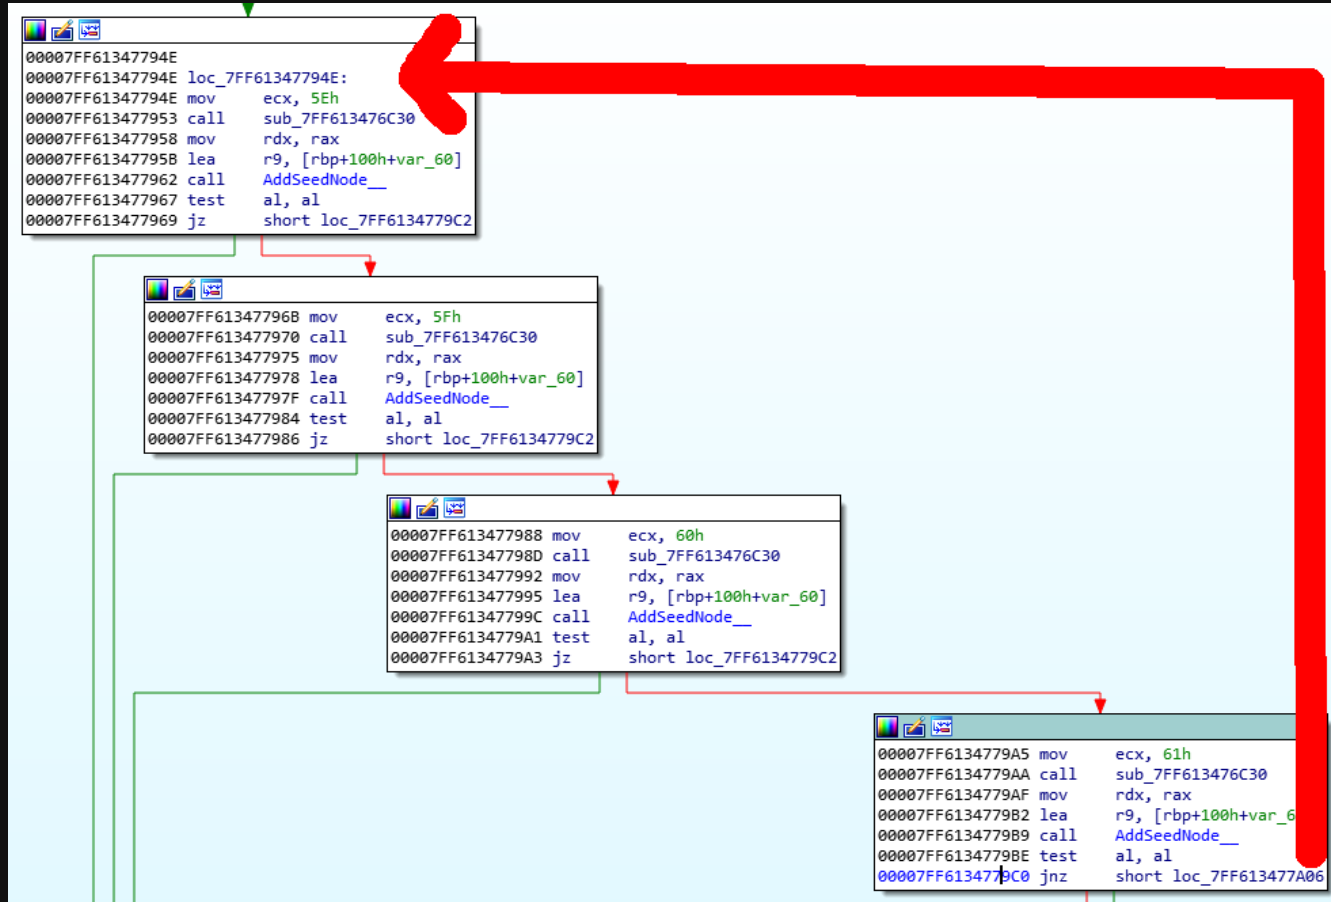 00007FF61347794E
00007FF61347794E loc_7FF61347794E:
00007FF61347794E mov ecx, 5Eh
00007FF613477953 call sub_7FF613476C30
00007FF613477958 mov rdx, rax
00007FF61347795B lea r9, [rbp+100h+var_60]
00007FF613477962 call AddSeedNode__
00007FF613477967 test al, al
00007FF613477969 jz short loc_7FF6134779C2
00007FF61347796B mov ecx, 5Fh
00007FF613477970 call sub_7FF613476C30
00007FF613477975 mov rdx, rax
00007FF613477978 lea r9, [rbp+100h+var_60]
00007FF61347797F call AddSeedNode__
00007FF613477984 test al, al
00007FF613477986 jz short loc_7FF6134779C2
00007FF613477988 mov ecx, 60h
00007FF61347798D call sub_7FF613476C30
00007FF613477992 mov rdx, rax
00007FF613477995 lea r9, [rbp+100h+var_60]
00007FF61347799C call AddSeedNode__
00007FF6134779A1 test al, al
00007FF6134779A3 jz short loc_7FF6134779C2
00007FF6134779A5 mov ecx, 61h
00007FF6134779AA call sub_7FF613476C30
00007FF6134779AF mov rdx, rax
00007FF6134779B2 lea r9, [rbp+100h+var_6
00007FF6134779B9 call AddSeedNode__
00007FF6134779BE test al, al
00007FF6134779C0 jnz short loc_7FF613477A06